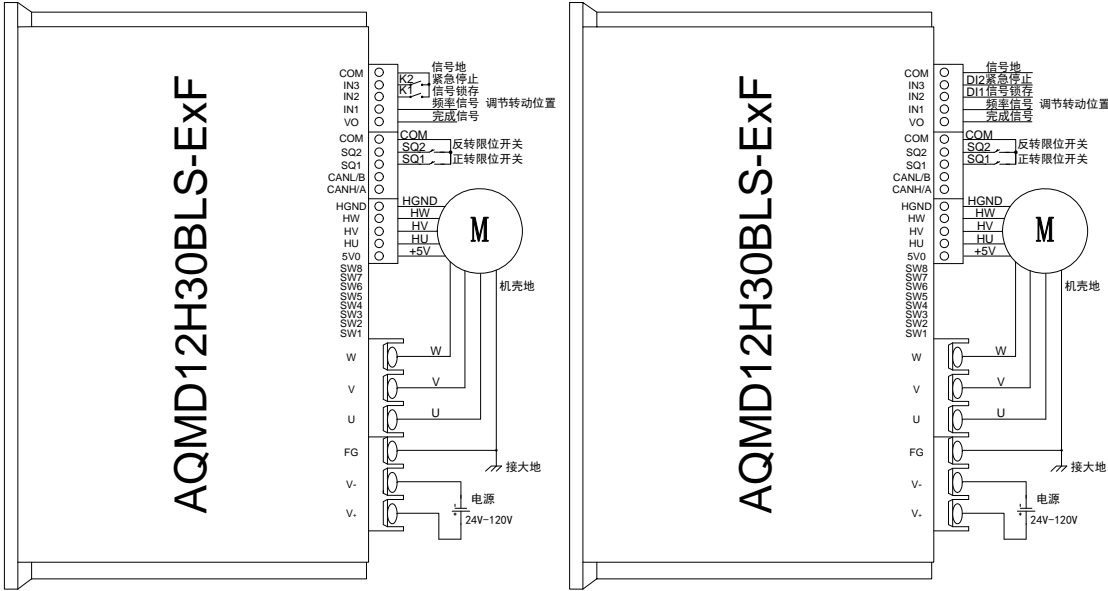 AQMD12H30BLS-ExF
COM 信号地
IN3 K2 紧急停止
IN2 K1 信号锁存
IN1 频率信号 调节转动位置
VO 完成信号
COM COM
SQ2 SQ2 反转限位开关
SQ1 SQ1 正转限位开关
CANL/B
CANH/A
HGND HGND
HW HW
HV HV M
HU HU
5V0 +5V
SW8
SW7
SW6 机壳地
SW5
SW4
SW3
SW2
SW1
W W
V V
U U
FG
接大地
V-
电源
V+ 24V-120V
AQMD12H30BLS-ExF
COM 信号地
IN3 DI2紧急停止
IN2 DI1信号锁存
IN1 频率信号 调节转动位置
VO 完成信号
COM COM
SQ2 SQ2 反转限位开关
SQ1 SQ1 正转限位开关
CANL/B
CANH/A
HGND HGND
HW HW
HV HV M
HU HU
5V0 +5V
SW8
SW7
SW6 机壳地
SW5
SW4
SW3
SW2
SW1
W W
V V
U U
FG
接大地
V-
电源
V+ 24V-120V